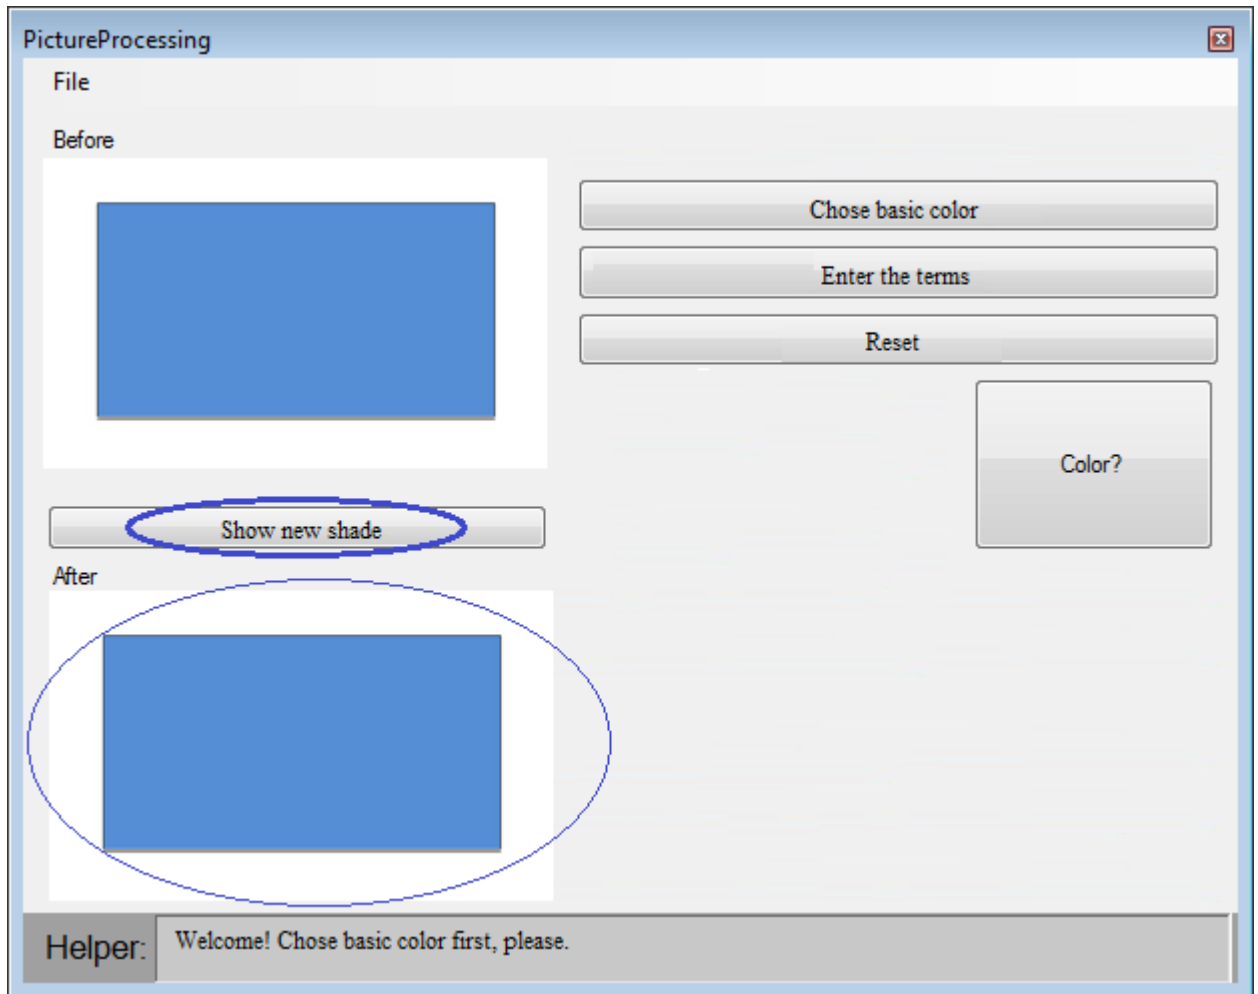 PictureProcessing
File
Before
Chose basic color
Enter the terms
Reset
Color?
Show new shade
After
Helper:
Welcome! Chose basic color first, please.